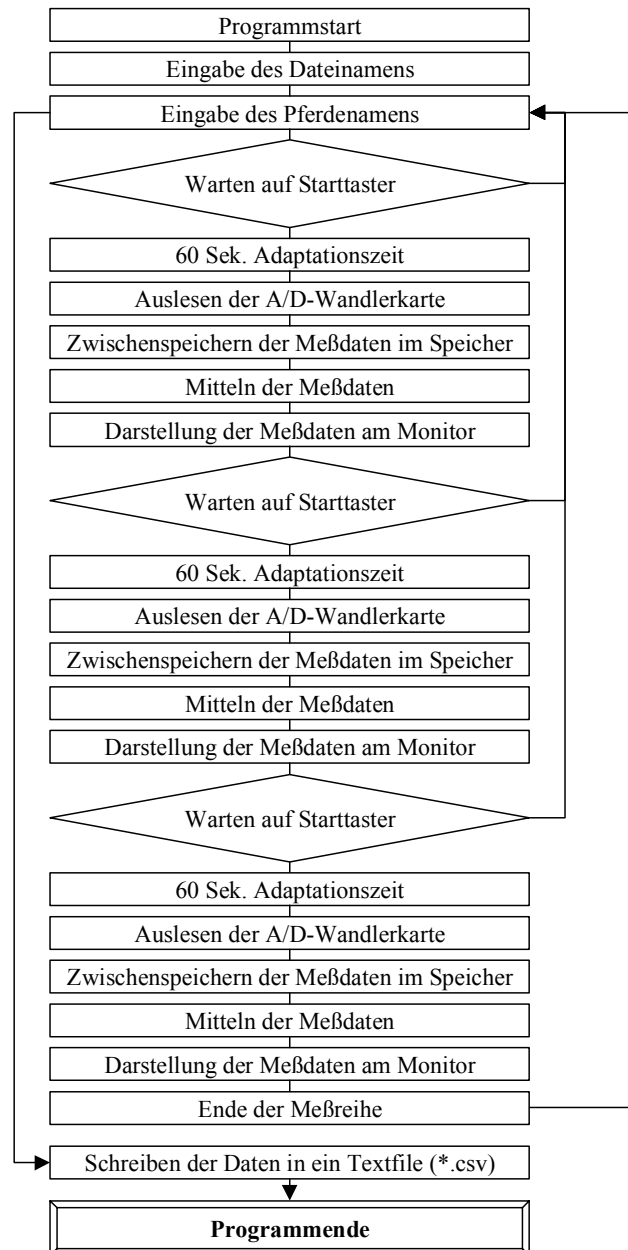 Programmstart
Eingabe des Dateinamens
Eingabe des Pferdenamens
Warten auf Starttaster
60 Sek. Adaptationszeit
Auslesen der A/D-Wandlerkarte
Zwischenspeichern der Meßdaten im Speicher
Mitteln der Meßdaten
Darstellung der Meßdaten am Monitor
Warten auf Starttaster
60 Sek. Adaptationszeit
Auslesen der A/D-Wandlerkarte
Zwischenspeichern der Meßdaten im Speicher
Mitteln der Meßdaten
Darstellung der Meßdaten am Monitor
Warten auf Starttaster
60 Sek. Adaptationszeit
Auslesen der A/D-Wandlerkarte
Zwischenspeichern der Meßdaten im Speicher
Mitteln der Meßdaten
Darstellung der Meßdaten am Monitor
Ende der Meßreihe
Schreiben der Daten in ein Textfile (*.csv)
Programmende